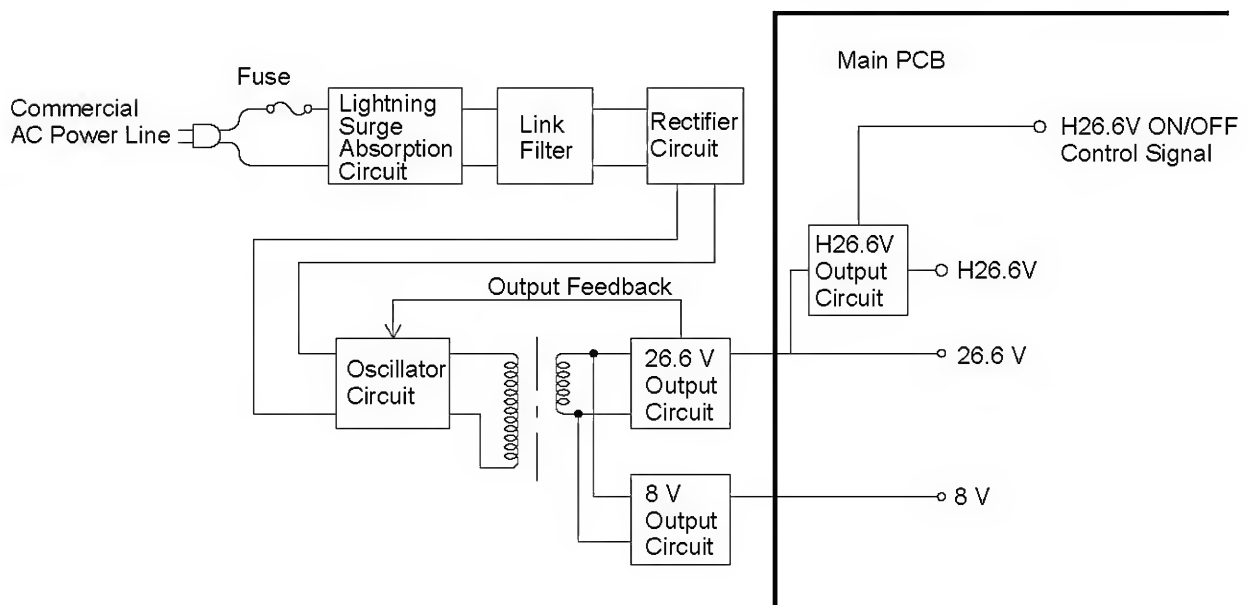 Main PCB
Fuse
Commercial
AC Power Line
Lightning
Surge
Absorption
Circuit
Link
Filter
Rectifier
Circuit
H26.6V ON/OFF
Control Signal
H26.6V
Output
Circuit
H26.6V
Output Feedback
Oscillator
Circuit
26.6 V
Output
Circuit
26.6 V
8 V
Output
Circuit
8 V